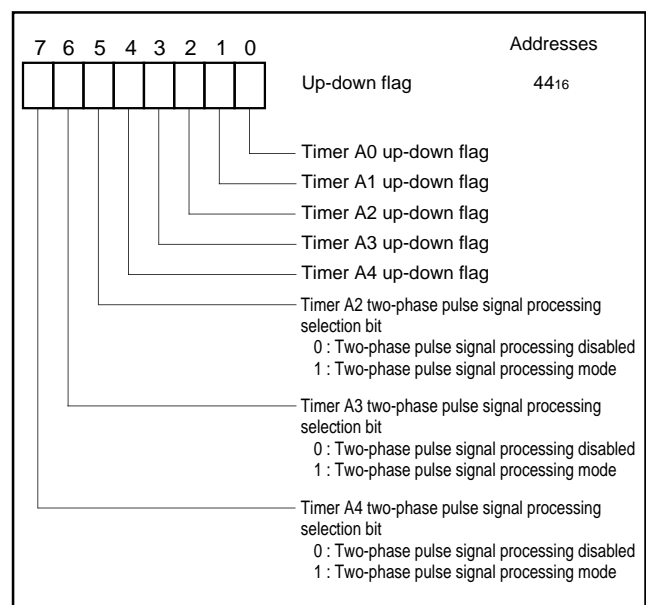 7 6 5 4 3 2 1 0 Addresses
Up-down flag 44₁₆
Timer A0 up-down flag
Timer A1 up-down flag
Timer A2 up-down flag
Timer A3 up-down flag
Timer A4 up-down flag
Timer A2 two-phase pulse signal processing
selection bit
0 : Two-phase pulse signal processing disabled
1 : Two-phase pulse signal processing mode
Timer A3 two-phase pulse signal processing
selection bit
0 : Two-phase pulse signal processing disabled
1 : Two-phase pulse signal processing mode
Timer A4 two-phase pulse signal processing
selection bit
0 : Two-phase pulse signal processing disabled
1 : Two-phase pulse signal processing mode